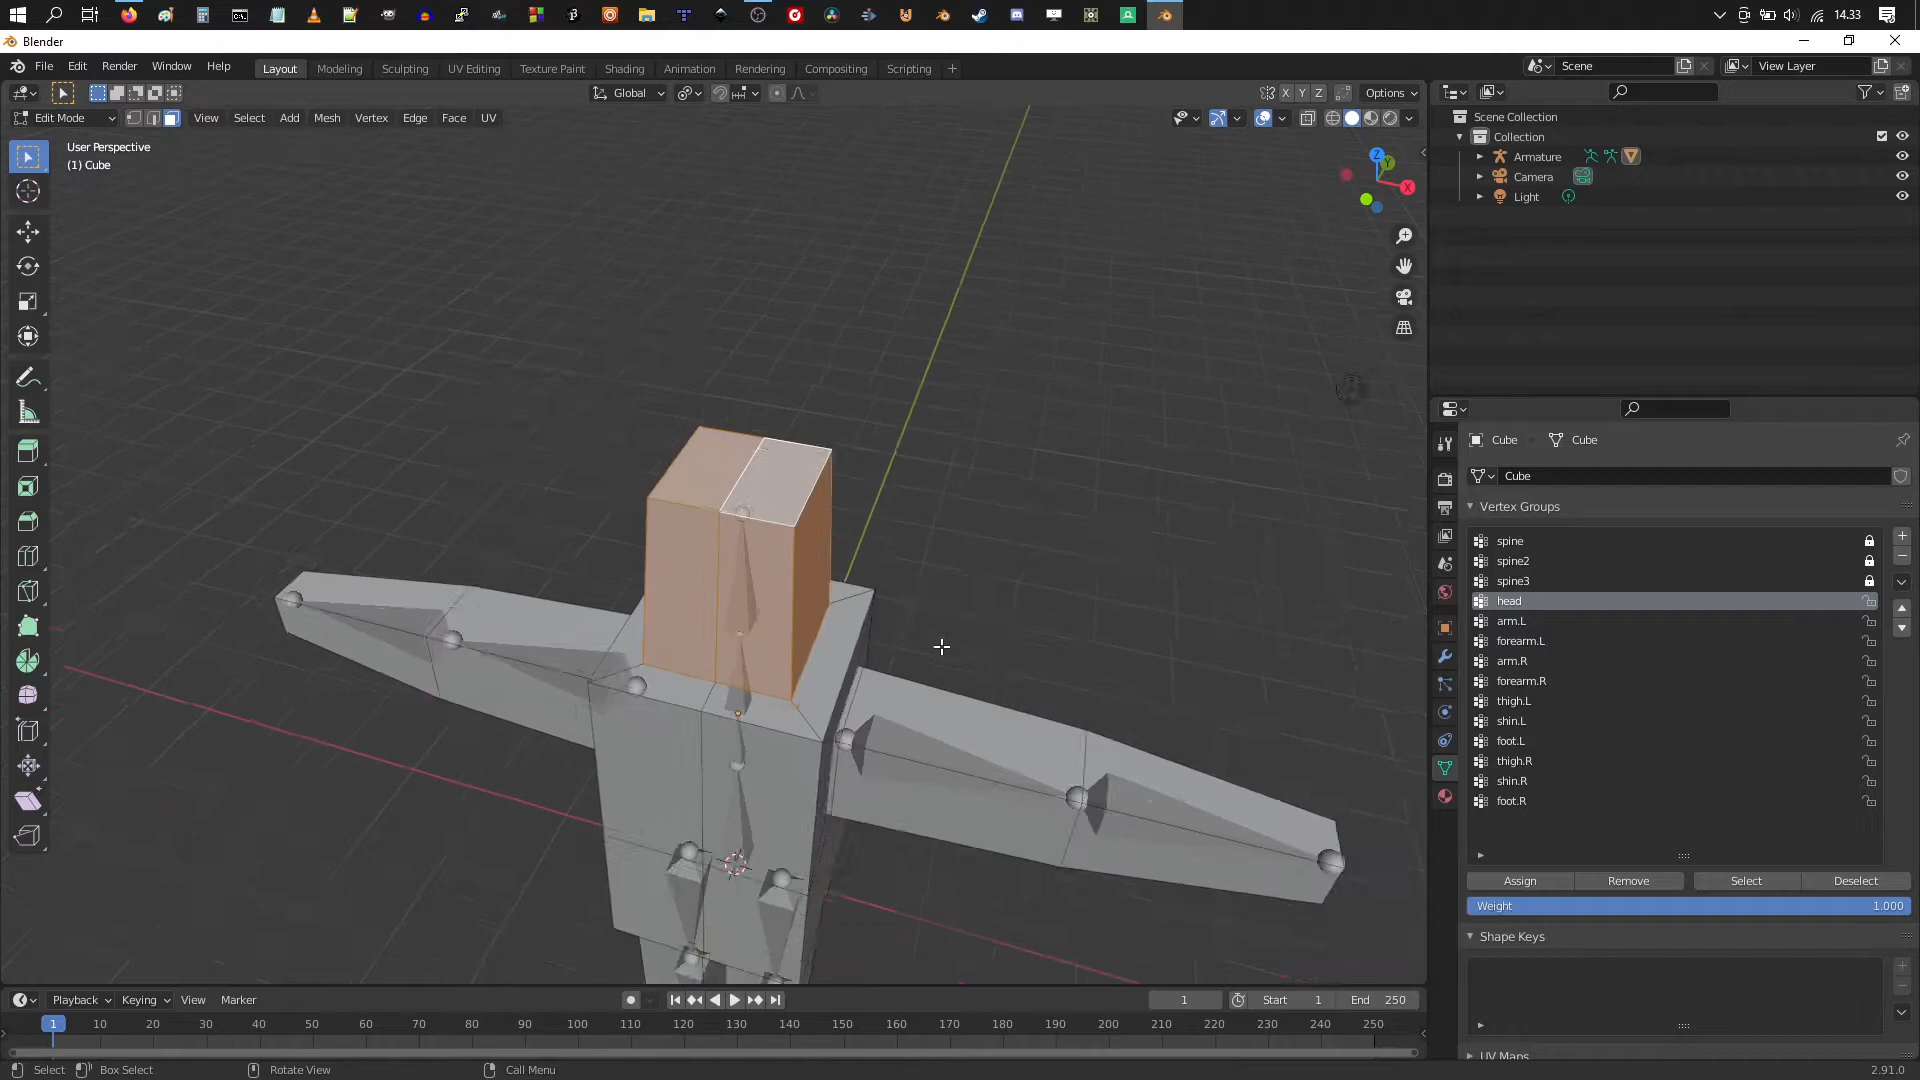 14.33
Blender
File Edit Render Window Help Layout Modeling Sculpting UV Editing Texture Paint Shading Animation Rendering Compositing Scripting + Scene View Layer
Global X Y Z Options
Edit Mode View Select Add Mesh Vertex Edge Face UV
User Perspective
(1) Cube
Z
Y
X
Scene Collection
Collection
Armature
Camera
Light
Cube Cube
Cube
Vertex Groups
spine
spine2
spine3
head
arm.L
forearm.L
arm.R
forearm.R
thigh.L
shin.L
foot.L
thigh.R
shin.R
foot.R
Assign Remove Select Deselect
Weight 1.000
Shape Keys
UV Maps
Playback Keying View Marker 1 Start 1 End 250
1 10 20 30 40 50 60 70 80 90 100 110 120 130 140 150 160 170 180 190 200 210 220 230 240 250
Select Box Select Rotate View Call Menu 2.91.0